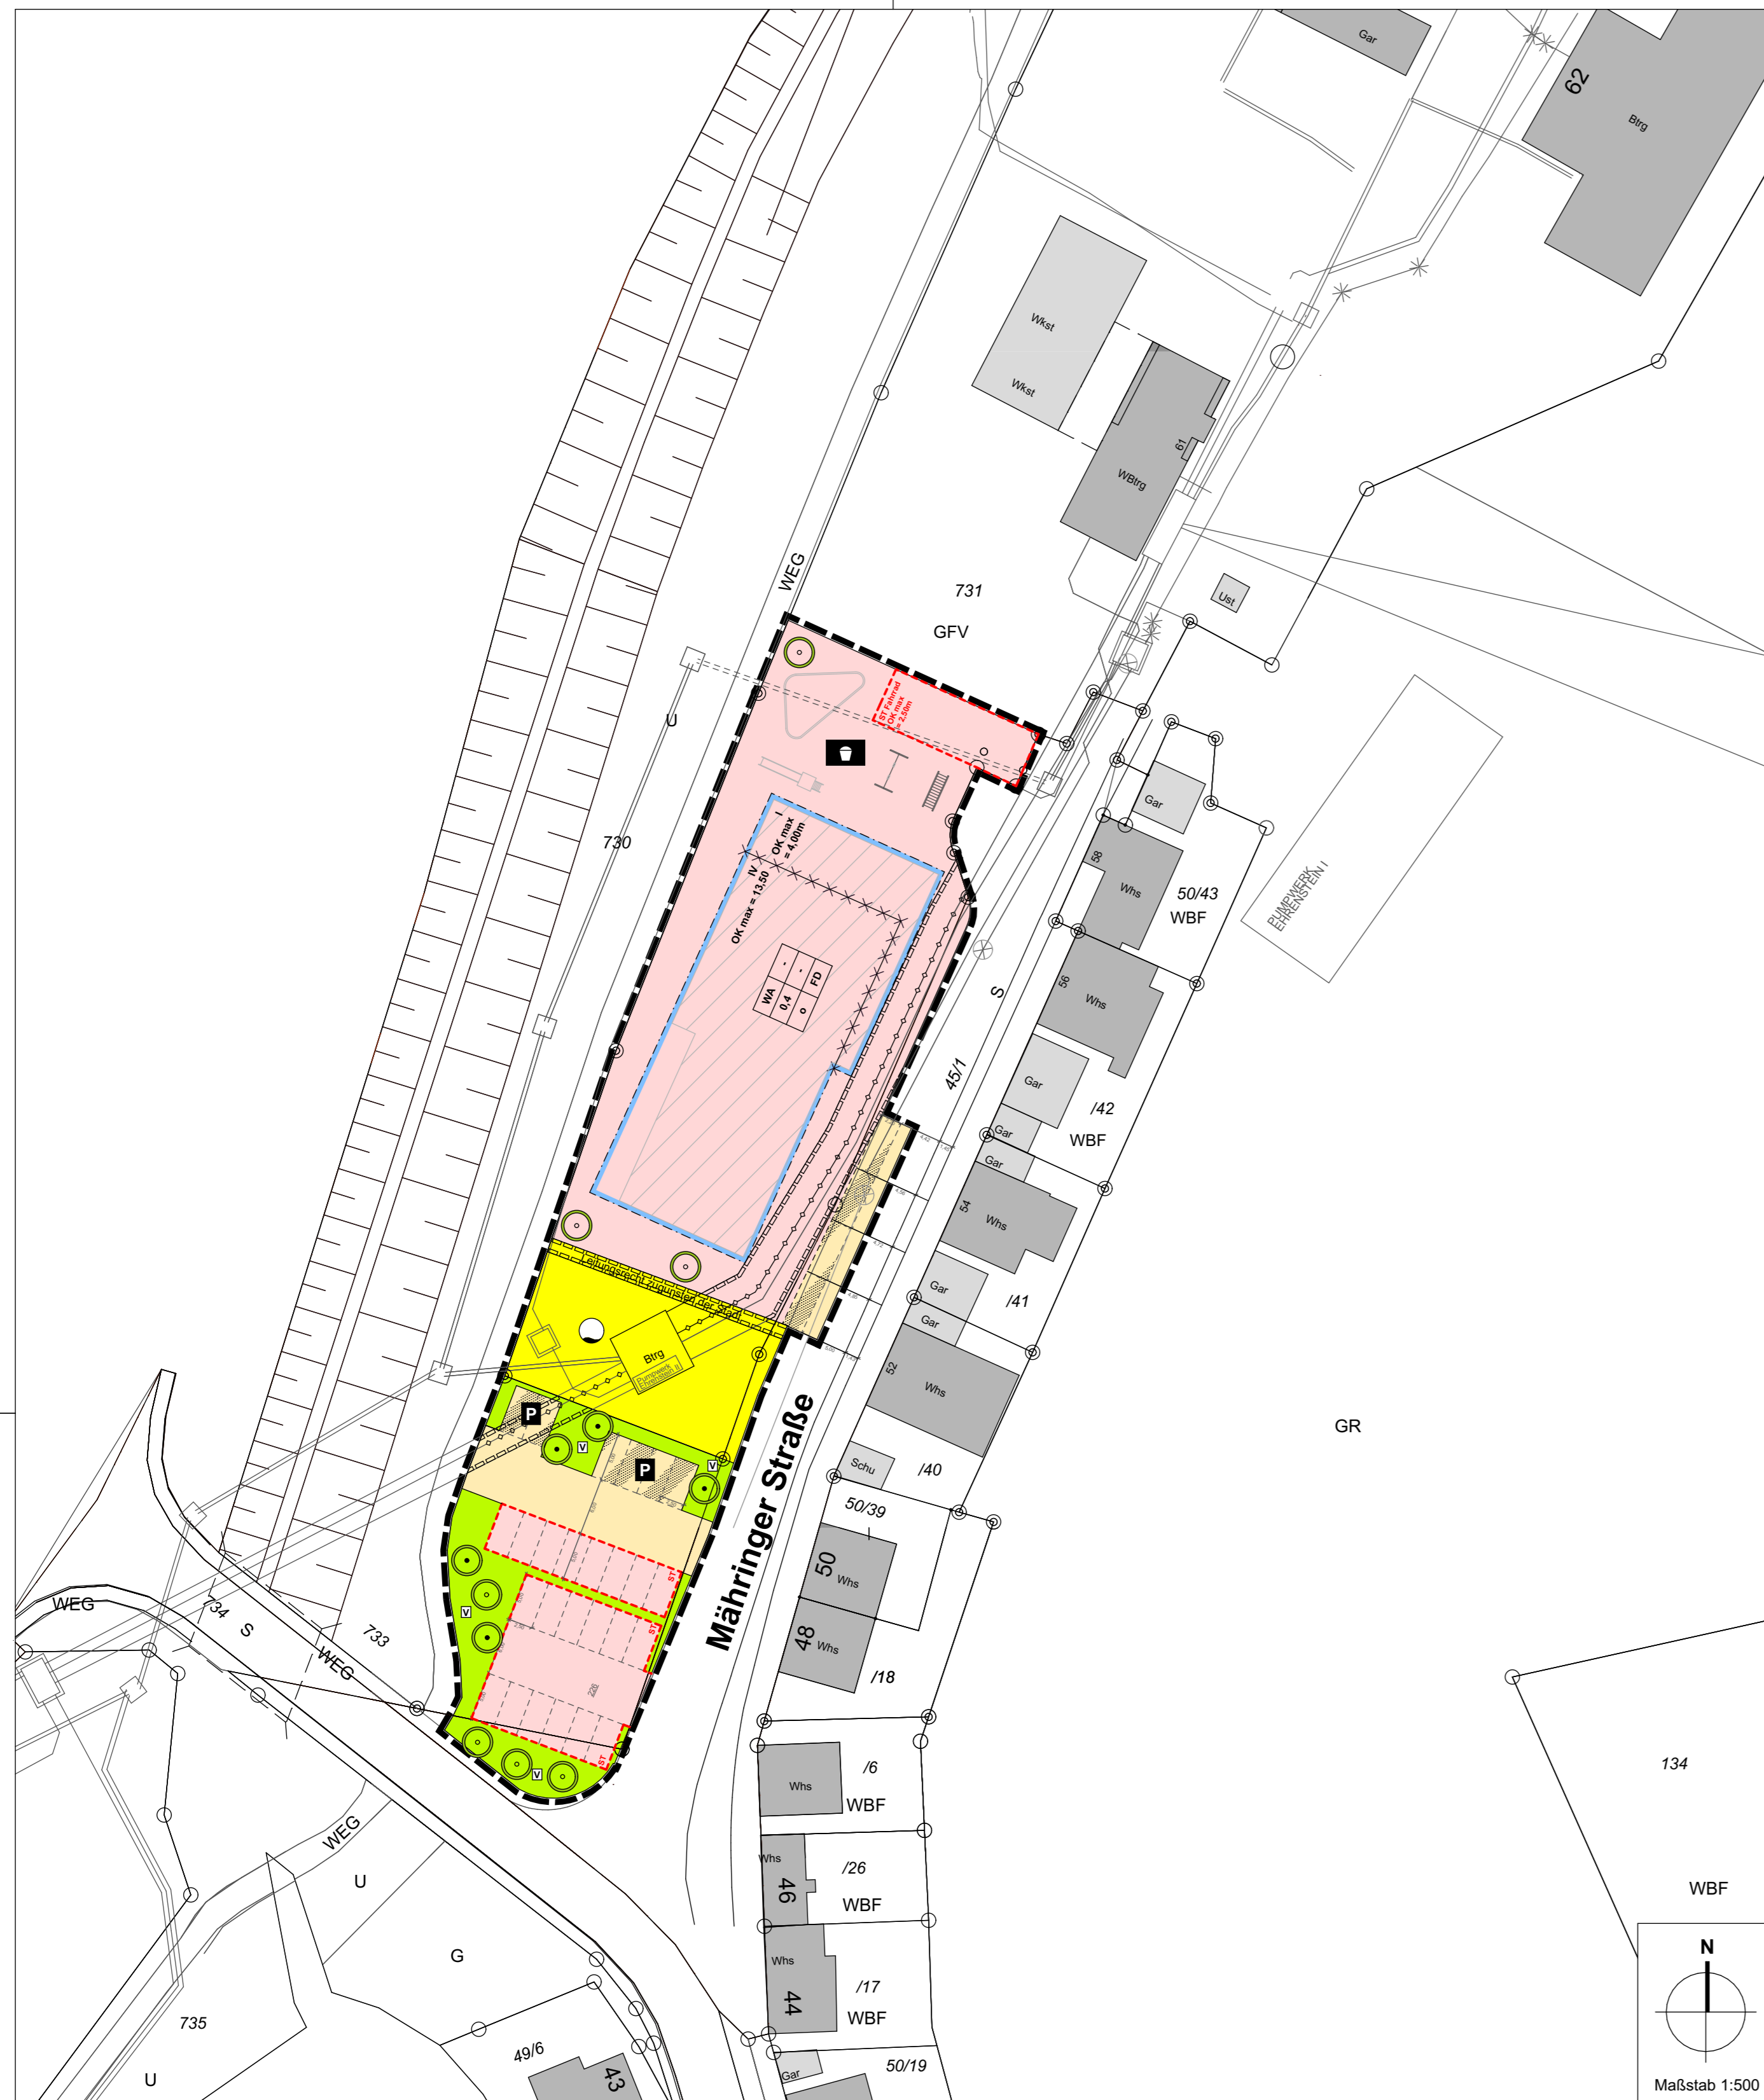 Gar
62
Btrg
Wkst
Wkst
61
WBtrg
WEG
731
GFV
Ust
U
ST Fahrrad
OK max
= 2,50m
730
I
OK max
= 4,00m
IV
OK max = 13,50
WA -
0,4 -
o FD
Gar
58
Whs
50/43
WBF
PUMPWERK
EHRENSTEIN I
56
Whs
S
45/1
Gar
/42
WBF
Gar
Gar
54
Whs
Gar
/41
Gar
52
Whs
Leitungsrecht zugunsten der Stadt
Btrg
Pumpwerk
Ehrenstein II
P
V
P
V
Mähringer Straße
GR
Schu
/40
50/39
50
Whs
48
Whs
/18
ST
ST
V
ST
V
WEG
734
S
733
WEG
Whs
/6
WBF
134
WBF
WEG
U
Whs
46
/26
WBF
G
Whs
44
/17
WBF
735
U
49/6
43
Gar
50/19
N
Maßstab 1:500